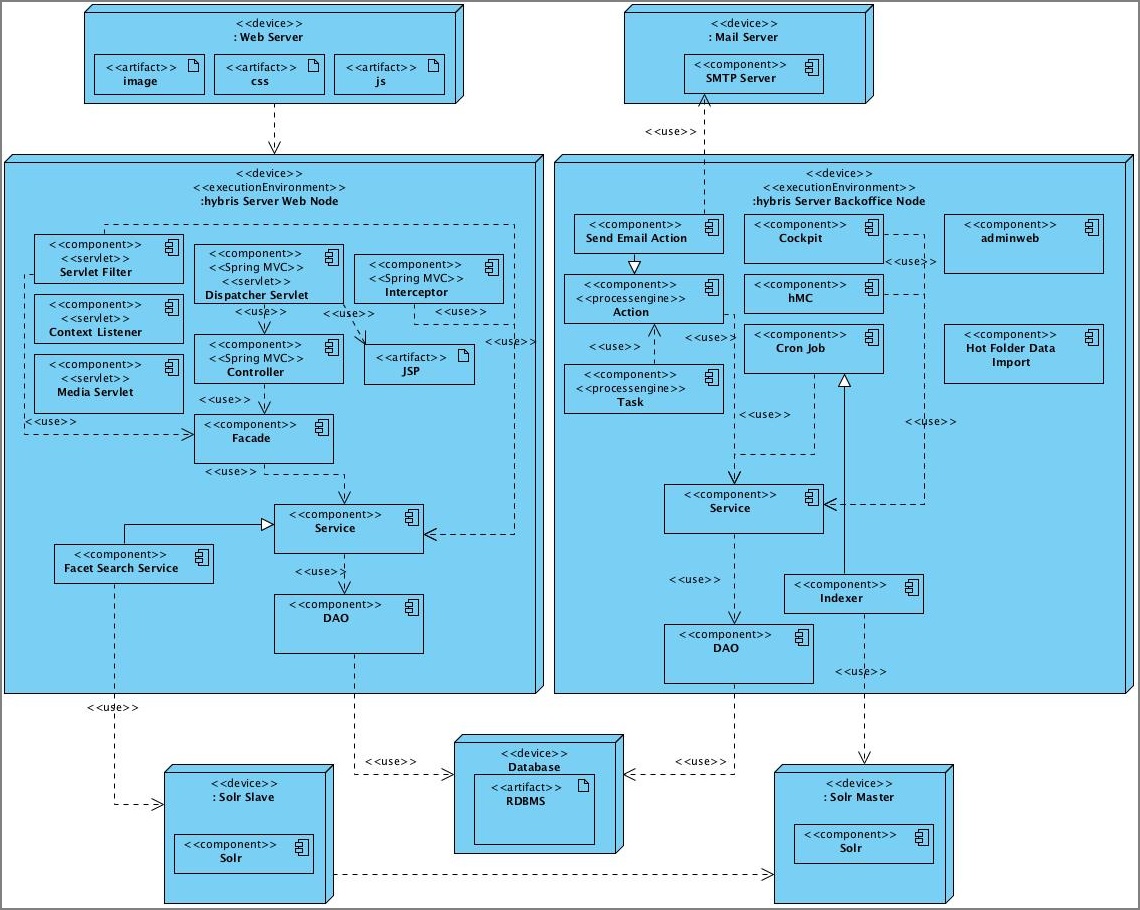 <<device>>
: Web Server
<<artifact>>
image
<<artifact>>
css
<<artifact>>
js
<<device>>
: Mail Server
<<component>>
SMTP Server
<<use>>
<<device>>
<<executionEnvironment>>
:hybris Server Web Node
<<component>>
<<servlet>>
Servlet Filter
<<component>>
<<Spring MVC>>
<<servlet>>
Dispatcher Servlet
<<component>>
<<Spring MVC>>
Interceptor
<<component>>
<<servlet>>
Context Listener
<<use>>
<<use>>
<<use>>
<<use>>
<<component>>
<<Spring MVC>>
Controller
<<artifact>>
JSP
<<component>>
<<servlet>>
Media Servlet
<<use>>
<<use>>
<<component>>
Facade
<<use>>
<<component>>
Service
<<component>>
Facet Search Service
<<use>>
<<component>>
DAO
<<device>>
<<executionEnvironment>>
:hybris Server Backoffice Node
<<component>>
Send Email Action
<<component>>
Cockpit
<<component>>
adminweb
<<use>>
<<component>>
<<processengine>>
Action
<<component>>
hMC
<<use>>
<<use>>
<<component>>
Cron Job
<<component>>
Hot Folder Data
Import
<<component>>
<<processengine>>
Task
<<use>>
<<use>>
<<component>>
Service
<<use>>
<<component>>
Indexer
<<component>>
DAO
<<use>>
<<use>>
<<use>>
<<use>>
<<device>>
Database
<<artifact>>
RDBMS
<<device>>
: Solr Slave
<<component>>
Solr
<<device>>
: Solr Master
<<component>>
Solr